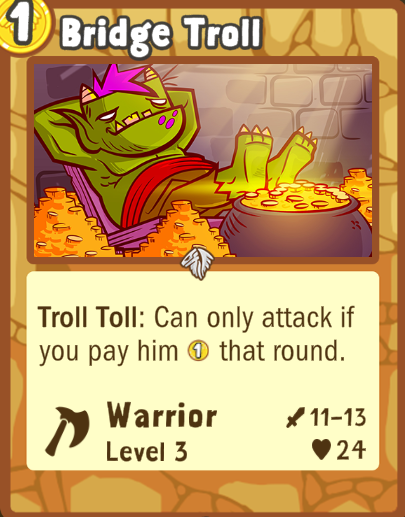 1 Bridge Troll
Troll Toll: Can only attack if
you pay him 1 that round.
Warrior 11–13
Level 3 24